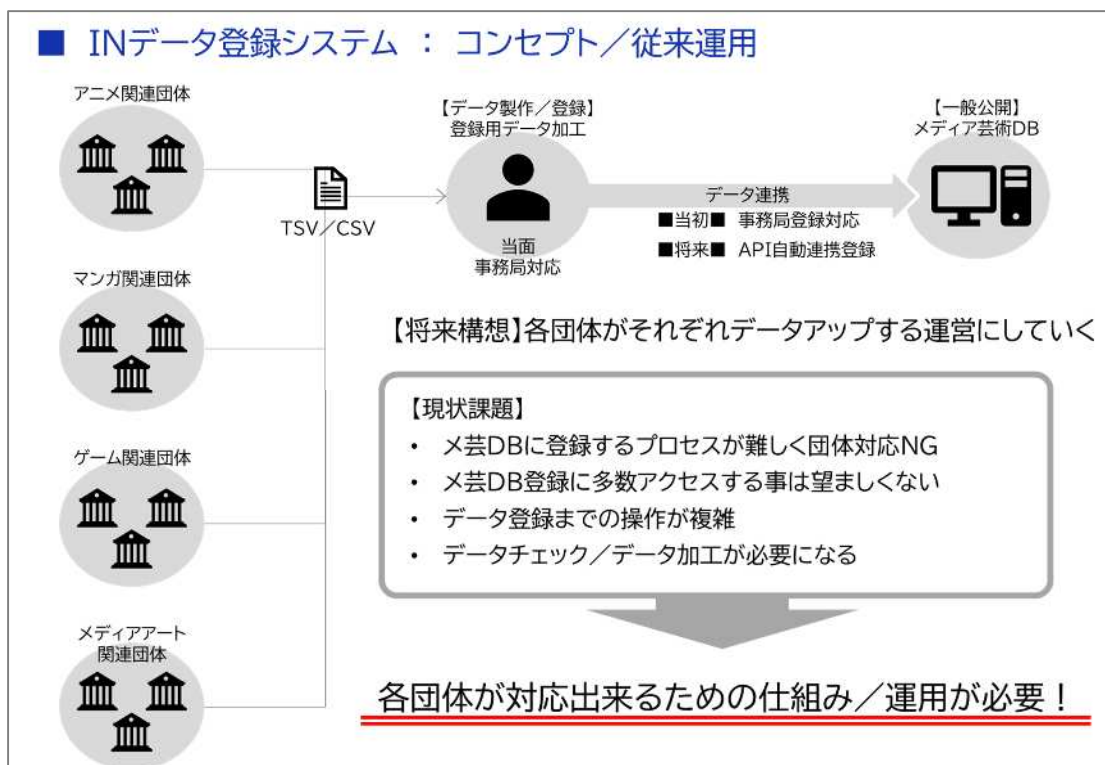 ■ INデータ登録システム ： コンセプト／従来運用
アニメ関連団体
マンガ関連団体
ゲーム関連団体
メディアアート
関連団体
TSV／CSV
【データ製作／登録】
登録用データ加工
当面
事務局対応
データ連携
■当初■ 事務局登録対応
■将来■ API自動連携登録
【一般公開】
メディア芸術DB
【将来構想】各団体がそれぞれデータアップする運営にしていく
【現状課題】
・ メ芸DBに登録するプロセスが難しく団体対応NG
・ メ芸DB登録に多数アクセスする事は望ましくない
・ データ登録までの操作が複雑
・ データチェック／データ加工が必要になる
各団体が対応出来るための仕組み／運用が必要！